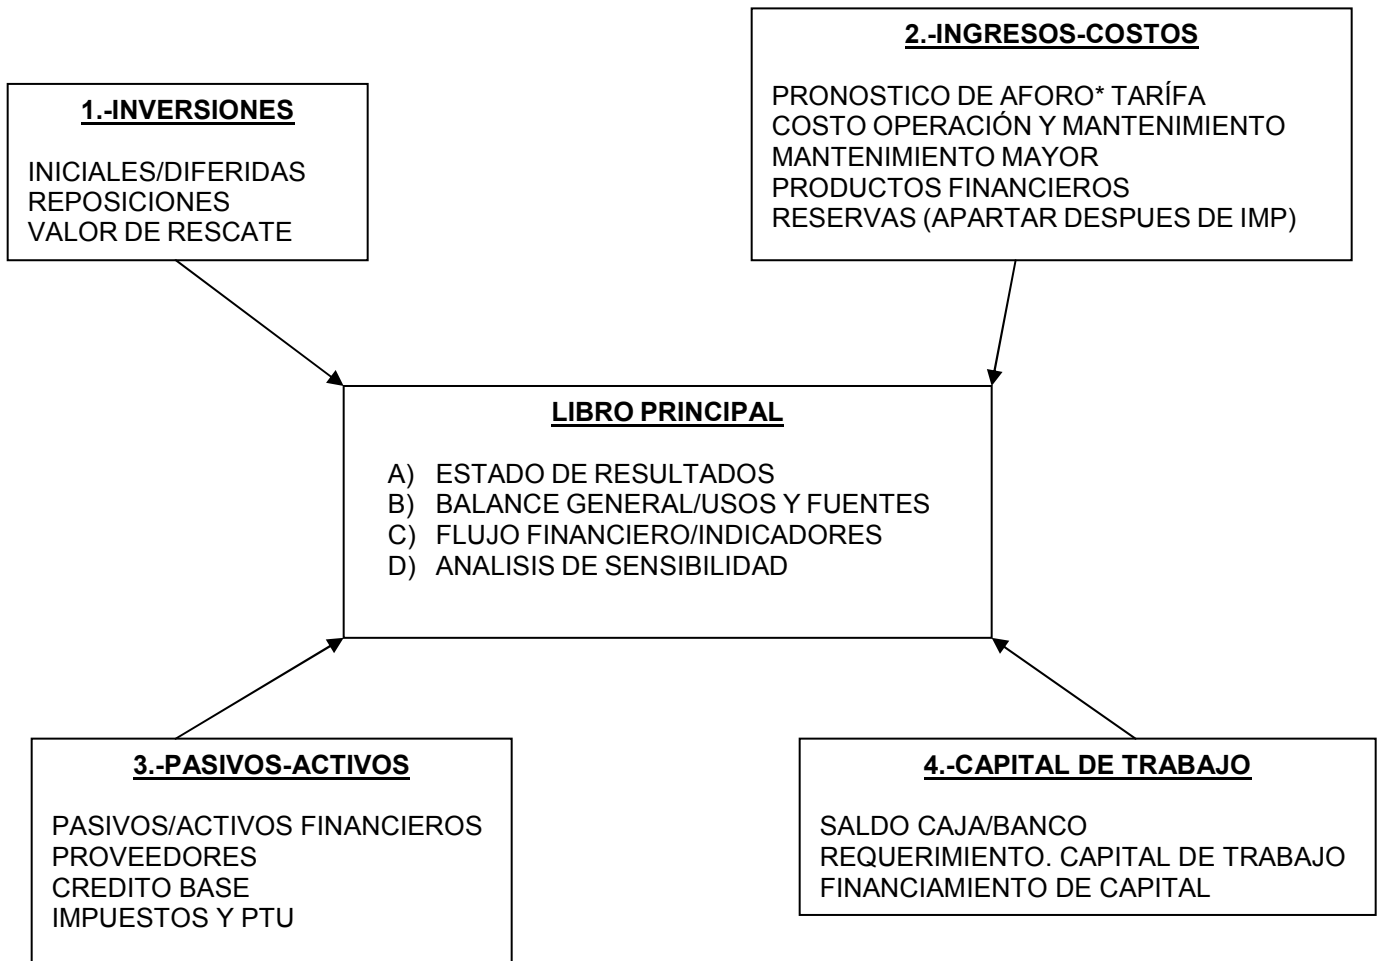 1.-INVERSIONES
INICIALES/DIFERIDAS
REPOSICIONES
VALOR DE RESCATE
2.-INGRESOS-COSTOS
PRONOSTICO DE AFORO* TARÍFA
COSTO OPERACIÓN Y MANTENIMIENTO
MANTENIMIENTO MAYOR
PRODUCTOS FINANCIEROS
RESERVAS (APARTAR DESPUES DE IMP)
LIBRO PRINCIPAL
A) ESTADO DE RESULTADOS
B) BALANCE GENERAL/USOS Y FUENTES
C) FLUJO FINANCIERO/INDICADORES
D) ANALISIS DE SENSIBILIDAD
3.-PASIVOS-ACTIVOS
PASIVOS/ACTIVOS FINANCIEROS
PROVEEDORES
CREDITO BASE
IMPUESTOS Y PTU
4.-CAPITAL DE TRABAJO
SALDO CAJA/BANCO
REQUERIMIENTO. CAPITAL DE TRABAJO
FINANCIAMIENTO DE CAPITAL